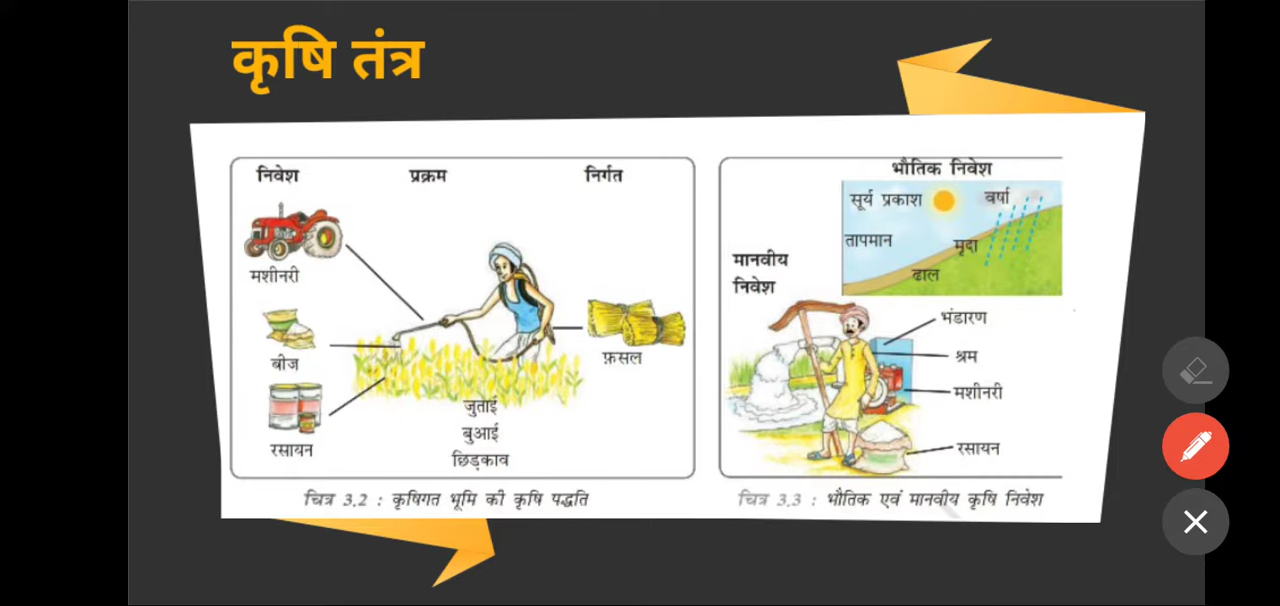 कृषि तंत्र
निवेश प्रक्रम निर्गत
मशीनरी
बीज
रसायन
फ़सल
जुताई
बुआई
छिड़काव
चित्र 3.2 : कृषिगत भूमि की कृषि पद्धति
भौतिक निवेश
सूर्य प्रकाश वर्षा
तापमान मृदा
ढाल
मानवीय
निवेश
भंडारण
श्रम
मशीनरी
रसायन
चित्र 3.3 : भौतिक एवं मानवीय कृषि निवेश